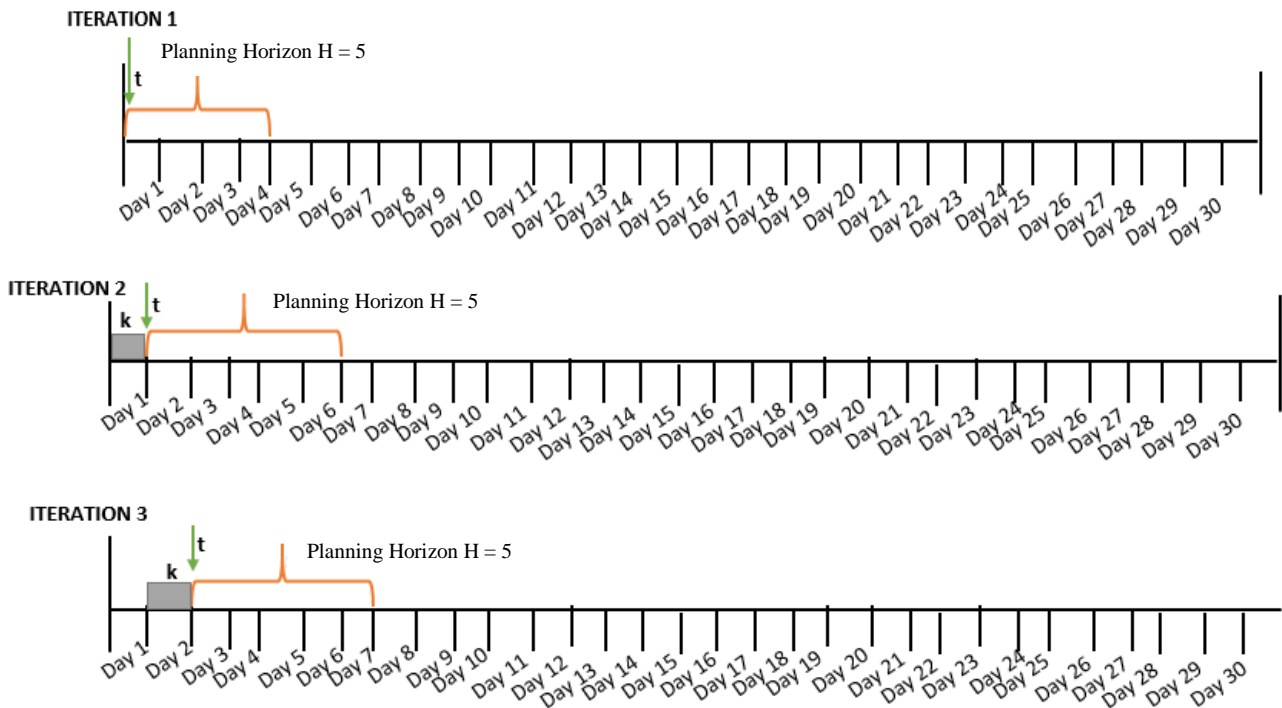 ITERATION 1
t
Planning Horizon H = 5
Day 1 Day 2 Day 3 Day 4 Day 5 Day 6 Day 7 Day 8 Day 9 Day 10 Day 11 Day 12 Day 13 Day 14 Day 15 Day 16 Day 17 Day 18 Day 19 Day 20 Day 21 Day 22 Day 23 Day 24 Day 25 Day 26 Day 27 Day 28 Day 29 Day 30
ITERATION 2
k
t
Planning Horizon H = 5
Day 1 Day 2 Day 3 Day 4 Day 5 Day 6 Day 7 Day 8 Day 9 Day 10 Day 11 Day 12 Day 13 Day 14 Day 15 Day 16 Day 17 Day 18 Day 19 Day 20 Day 21 Day 22 Day 23 Day 24 Day 25 Day 26 Day 27 Day 28 Day 29 Day 30
ITERATION 3
k
t
Planning Horizon H = 5
Day 1 Day 2 Day 3 Day 4 Day 5 Day 6 Day 7 Day 8 Day 9 Day 10 Day 11 Day 12 Day 13 Day 14 Day 15 Day 16 Day 17 Day 18 Day 19 Day 20 Day 21 Day 22 Day 23 Day 24 Day 25 Day 26 Day 27 Day 28 Day 29 Day 30